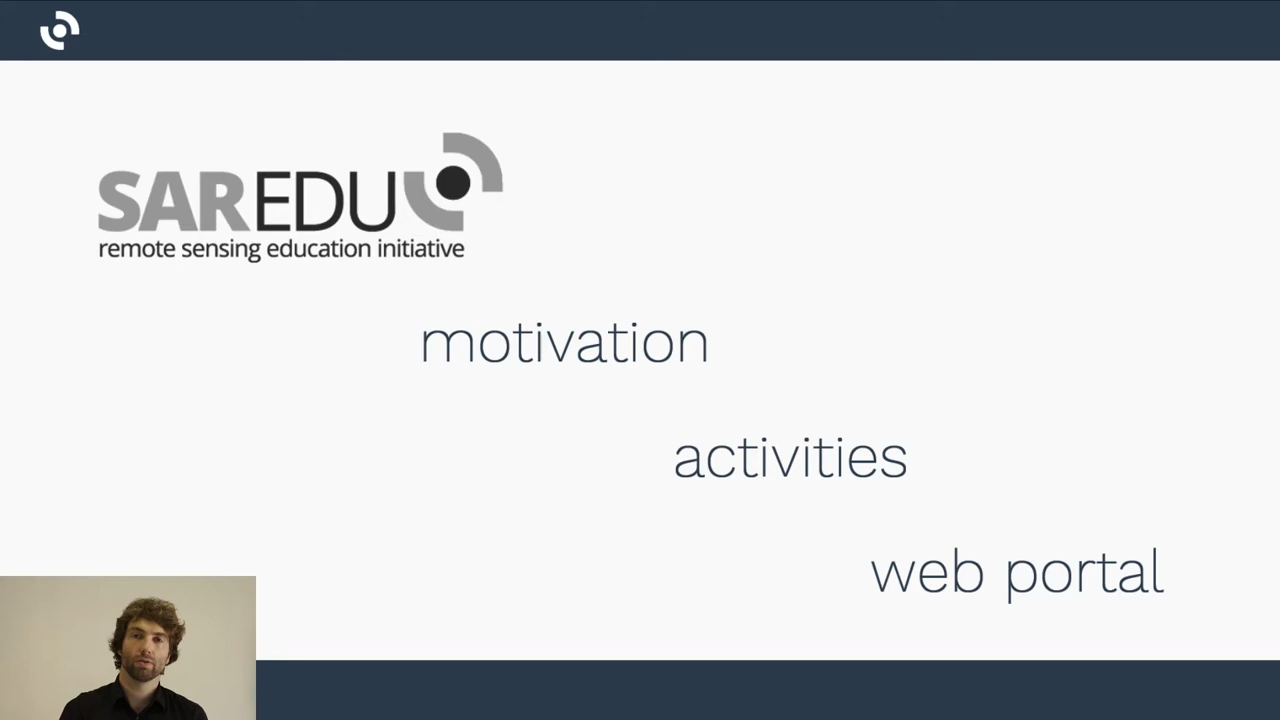 SAREDU
remote sensing education initiative
motivation
activities
web portal